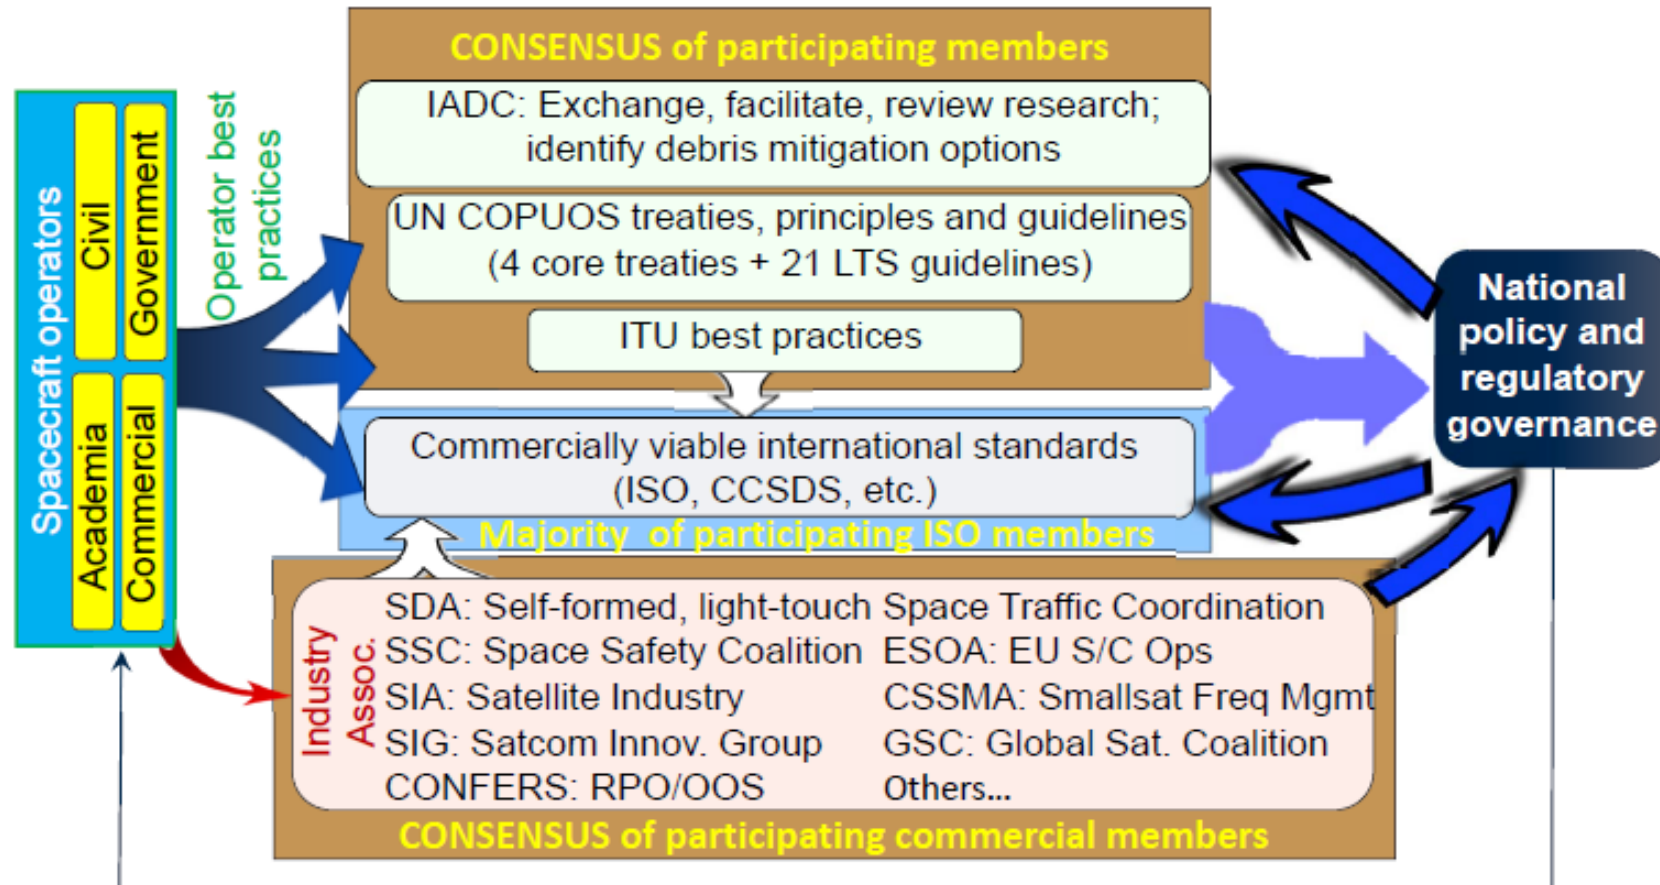 CONSENSUS of participating members
IADC: Exchange, facilitate, review research;
identify debris mitigation options
UN COPUOS treaties, principles and guidelines
(4 core treaties + 21 LTS guidelines)
ITU best practices
Spacecraft operators
Civil
Government
Academia
Commercial
Operator best
practices
Commercially viable international standards
(ISO, CCSDS, etc.)
Majority of participating ISO members
National
policy and
regulatory
governance
Industry
Assoc.
SDA: Self-formed, light-touch Space Traffic Coordination
SSC: Space Safety Coalition ESOA: EU S/C Ops
SIA: Satellite Industry CSSMA: Smallsat Freq Mgmt
SIG: Satcom Innov. Group GSC: Global Sat. Coalition
CONFERS: RPO/OOS Others...
CONSENSUS of participating commercial members